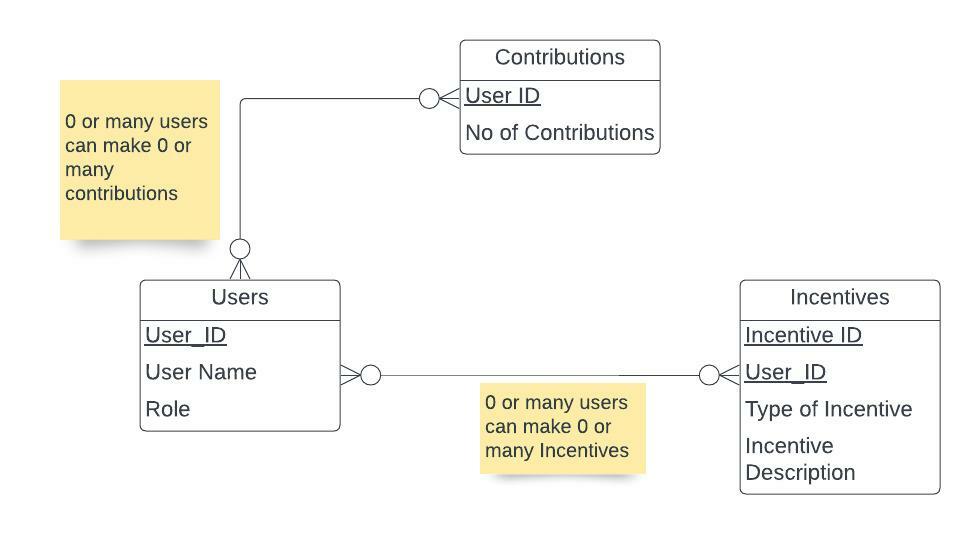 Contributions
User ID
No of Contributions
0 or many users
can make 0 or
many
contributions
Users
User_ID
User Name
Role
0 or many users
can make 0 or
many Incentives
Incentives
Incentive ID
User_ID
Type of Incentive
Incentive
Description